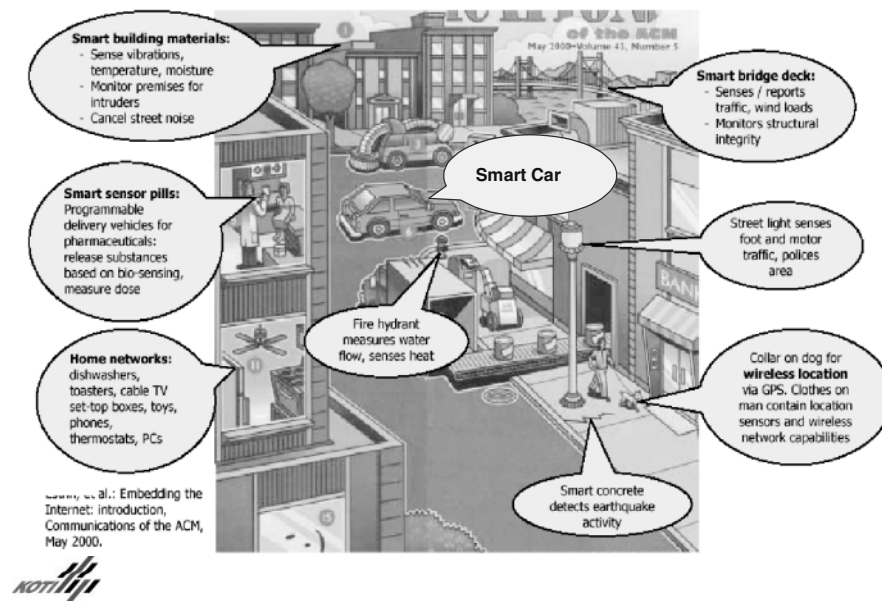 of the ACM
May 2000–Volume 43, Number 5
Smart building materials:
- Sense vibrations,
temperature, moisture
- Monitor premises for
intruders
- Cancel street noise
Smart bridge deck:
- Senses / reports
traffic, wind loads
- Monitors structural
integrity
Smart Car
Smart sensor pills:
Programmable
delivery vehicles for
pharmaceuticals:
release substances
based on bio-sensing,
measure dose
Street light senses
foot and motor
traffic, polices
area
BANK
Fire hydrant
measures water
flow, senses heat
Home networks:
dishwashers,
toasters, cable TV
set-top boxes, toys,
phones,
thermostats, PCs
11
Collar on dog for
wireless location
via GPS. Clothes on
man contain location
sensors and wireless
network capabilities
Smart concrete
detects earthquake
activity
15
et al.: Embedding the
Internet: introduction,
Communications of the ACM,
May 2000.
KOTI